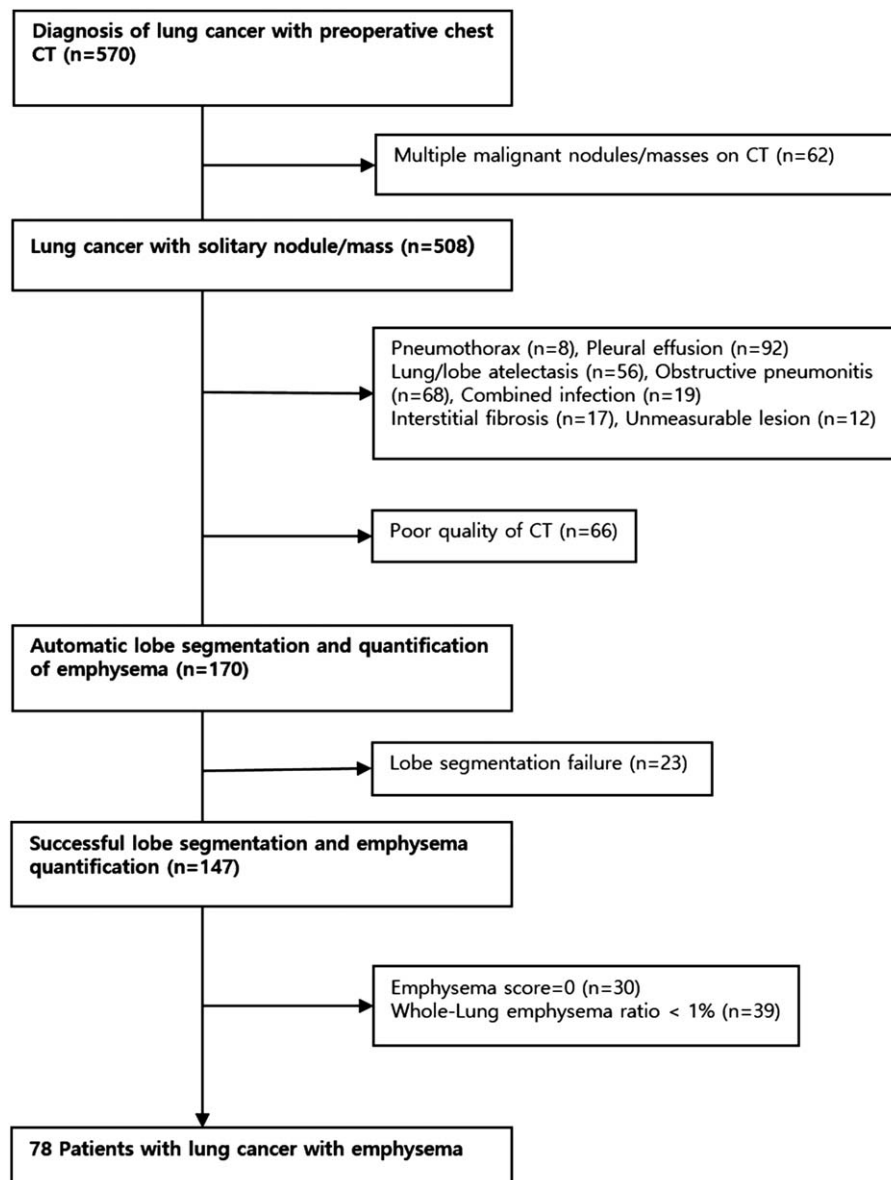 Diagnosis of lung cancer with preoperative chest
CT (n=570)
Multiple malignant nodules/masses on CT (n=62)
Lung cancer with solitary nodule/mass (n=508)
Pneumothorax (n=8), Pleural effusion (n=92)
Lung/lobe atelectasis (n=56), Obstructive pneumonitis
(n=68), Combined infection (n=19)
Interstitial fibrosis (n=17), Unmeasurable lesion (n=12)
Poor quality of CT (n=66)
Automatic lobe segmentation and quantification
of emphysema (n=170)
Lobe segmentation failure (n=23)
Successful lobe segmentation and emphysema
quantification (n=147)
Emphysema score=0 (n=30)
Whole-Lung emphysema ratio < 1% (n=39)
78 Patients with lung cancer with emphysema